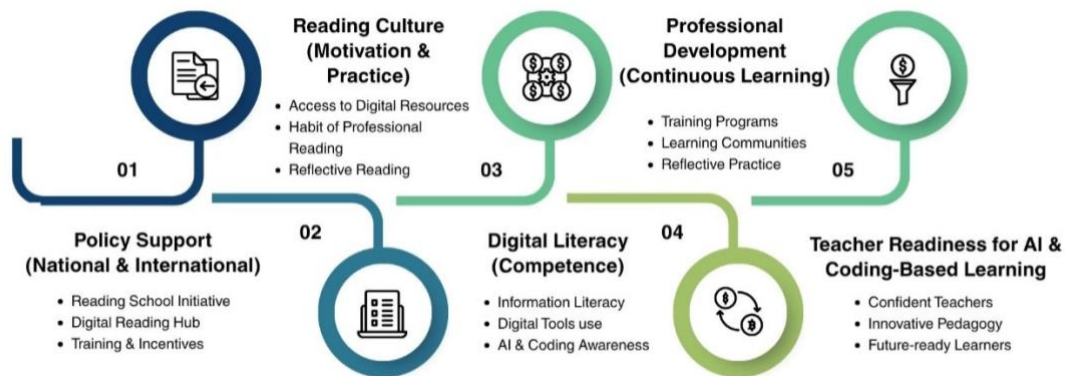 01
Policy Support
(National & International)
• Reading School Initiative
• Digital Reading Hub
• Training & Incentives
Reading Culture
(Motivation &
Practice)
• Access to Digital Resources
• Habit of Professional
Reading
• Reflective Reading
02
03
Digital Literacy
(Competence)
• Information Literacy
• Digital Tools use
• AI & Coding Awareness
Professional
Development
(Continuous Learning)
• Training Programs
• Learning Communities
• Reflective Practice
04
05
Teacher Readiness for AI &
Coding-Based Learning
• Confident Teachers
• Innovative Pedagogy
• Future-ready Learners